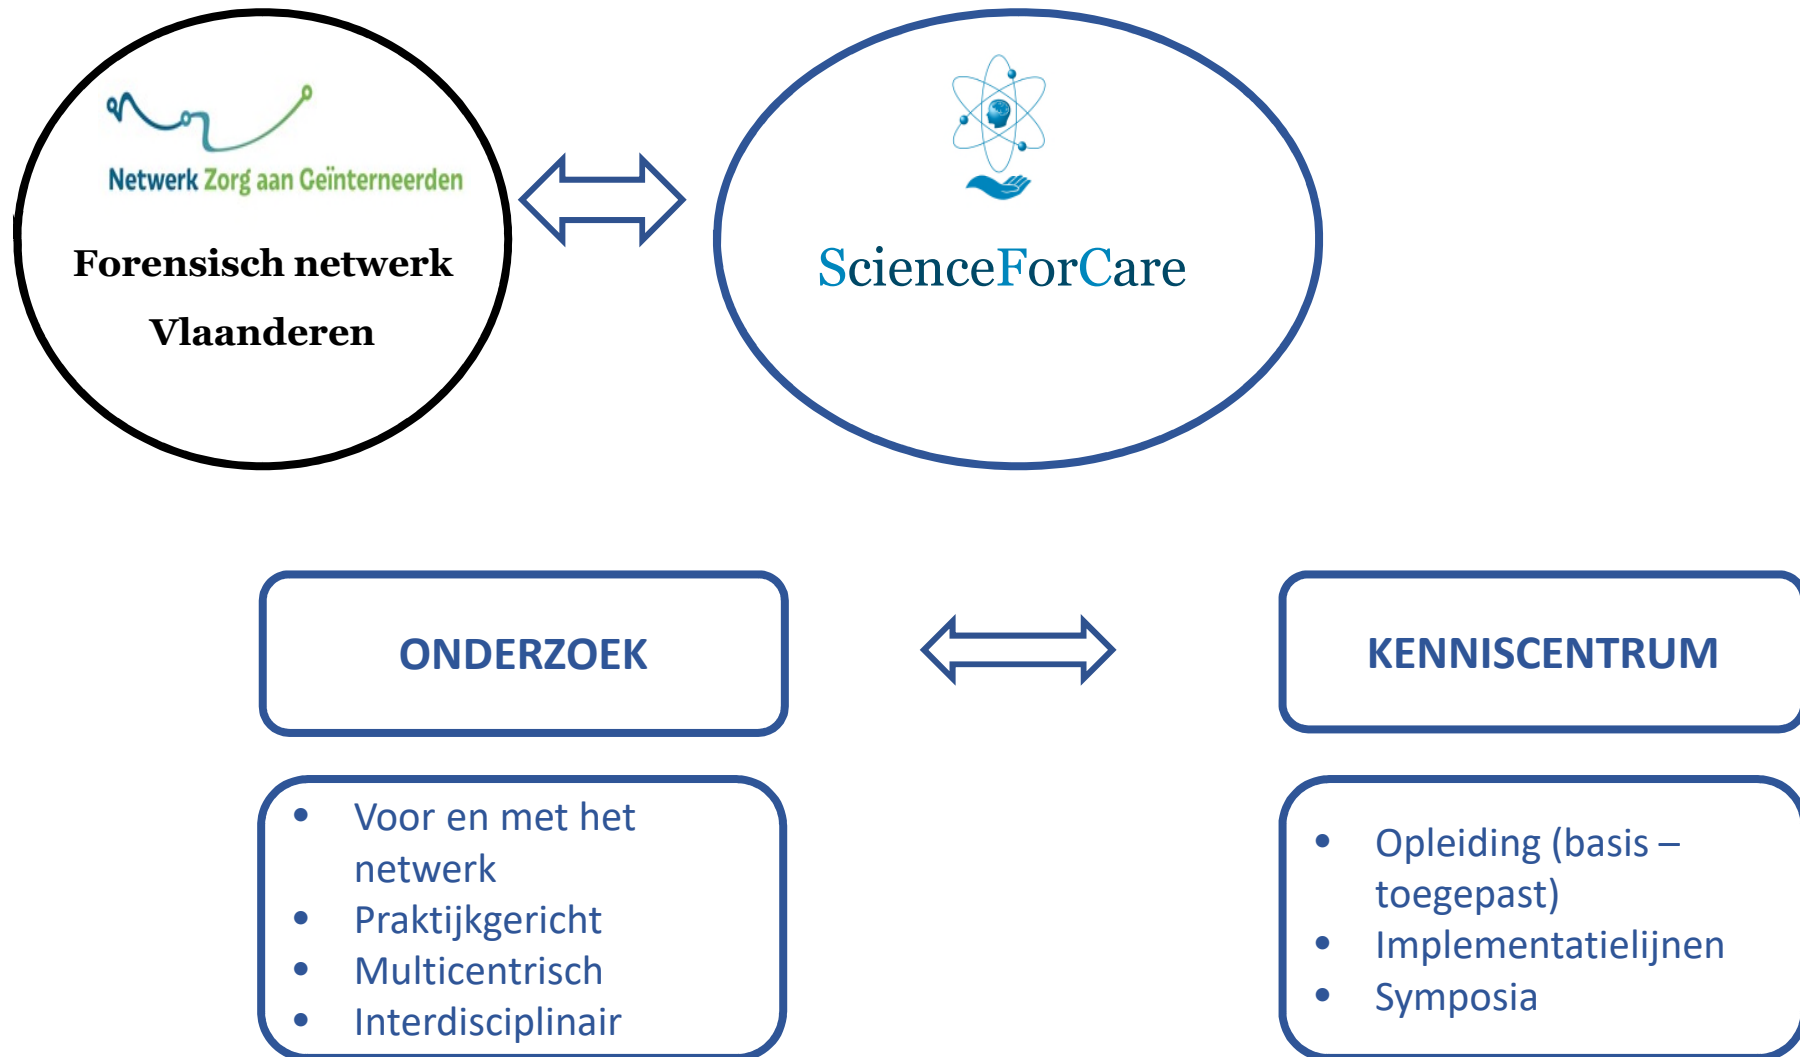 Netwerk Zorg aan Geïnterneerden
Forensisch netwerk
Vlaanderen
ScienceForCare
ONDERZOEK
KENNISCENTRUM
• Voor en met het
netwerk
• Praktijkgericht
• Multicentrisch
• Interdisciplinair
• Opleiding (basis –
toegepast)
• Implementatielijnen
• Symposia